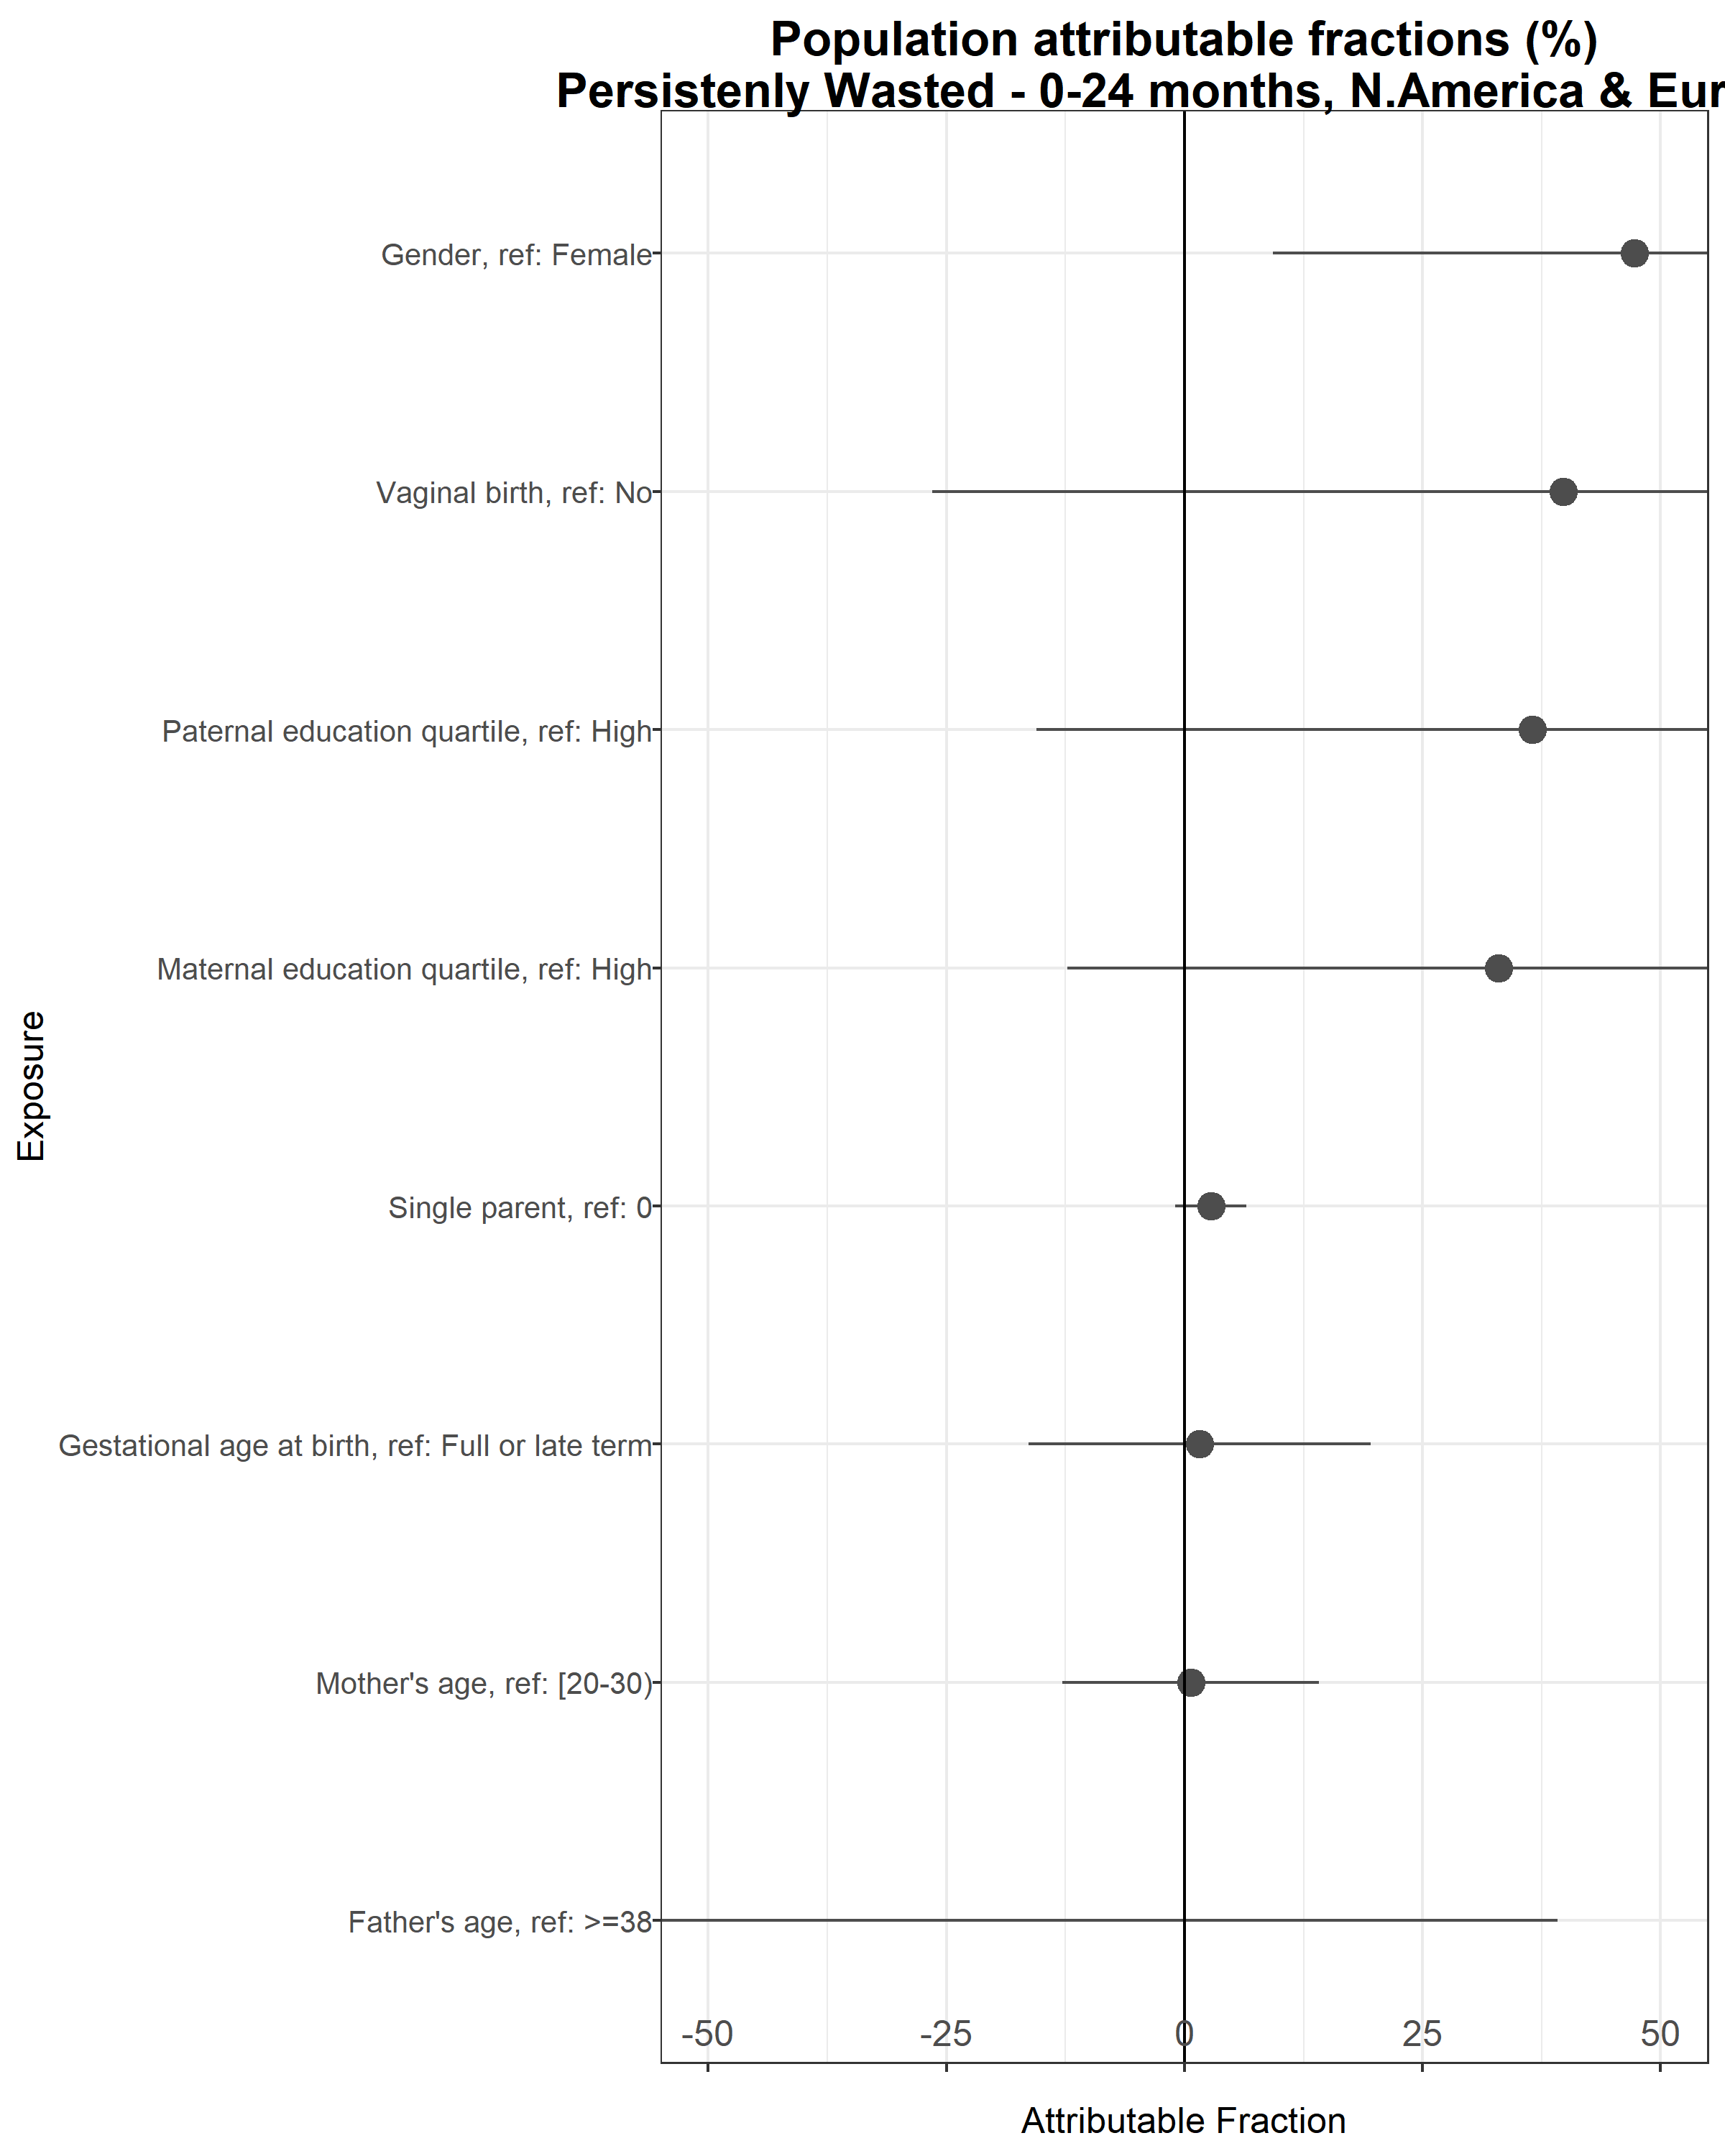 Population attributable fractions (%)
Persistenly Wasted - 0-24 months, N.America & Eur
Gender, ref: Female
Vaginal birth, ref: No
Paternal education quartile, ref: High
Maternal education quartile, ref: High
Exposure
Single parent, ref: 0
Gestational age at birth, ref: Full or late term
Mother's age, ref: [20-30)
Father's age, ref: >=38
-50 -25 0 25 50
Attributable Fraction